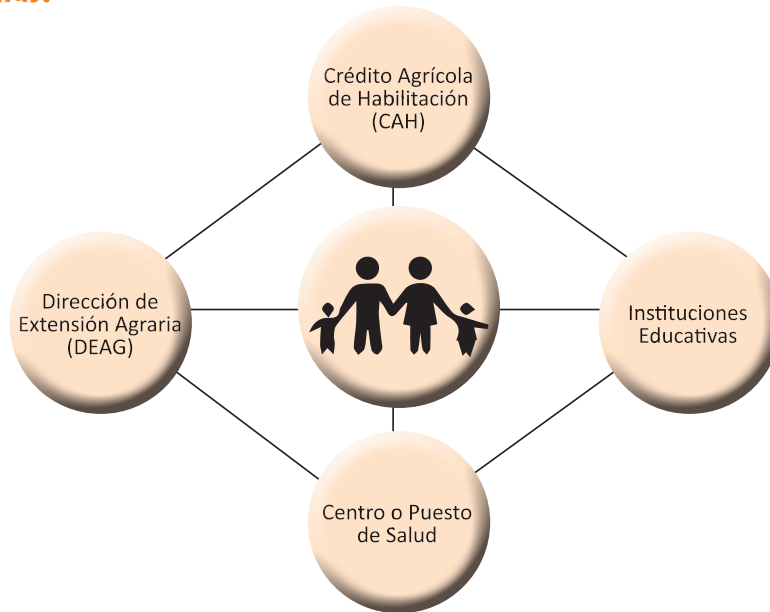 Crédito Agrícola
de Habilitación
(CAH)
Dirección de
Extensión Agraria
(DEAG)
Instituciones
Educativas
Centro o Puesto
de Salud